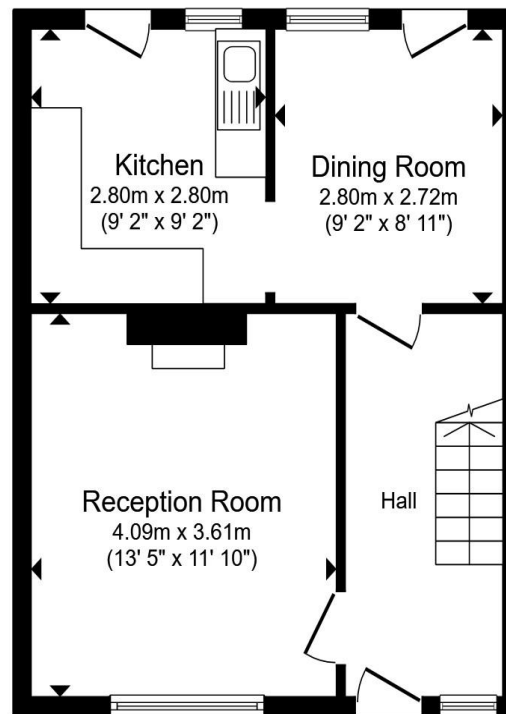 Kitchen
2.80m x 2.80m
(9' 2" x 9' 2")
Dining Room
2.80m x 2.72m
(9' 2" x 8' 11")
Reception Room
4.09m x 3.61m
(13' 5" x 11' 10")
Hall